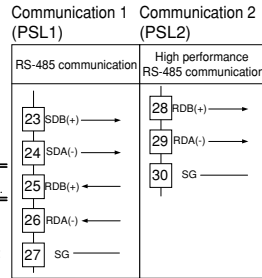 Communication 1
(PSL1)
Communication 2
(PSL2)
RS-485 communication
High performance
RS-485 communication
23 SDB(+)
24 SDA(-)
25 RDB(+)
26 RDA(-)
27 SG
28 RDB(+)
29 RDA(-)
30 SG